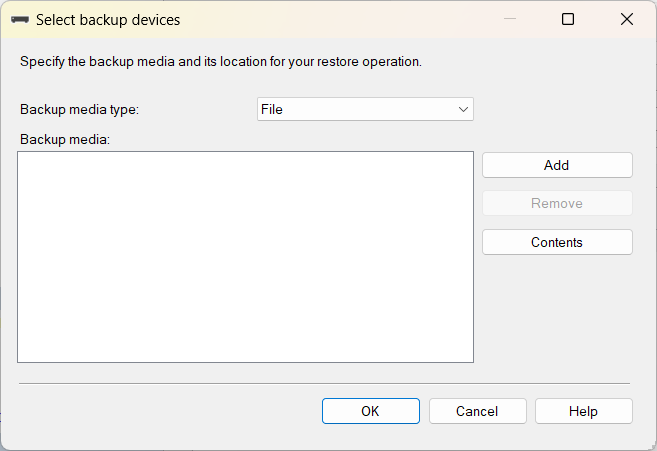 Select backup devices
Specify the backup media and its location for your restore operation.
Backup media type: File
Backup media:
Add
Remove
Contents
OK Cancel Help